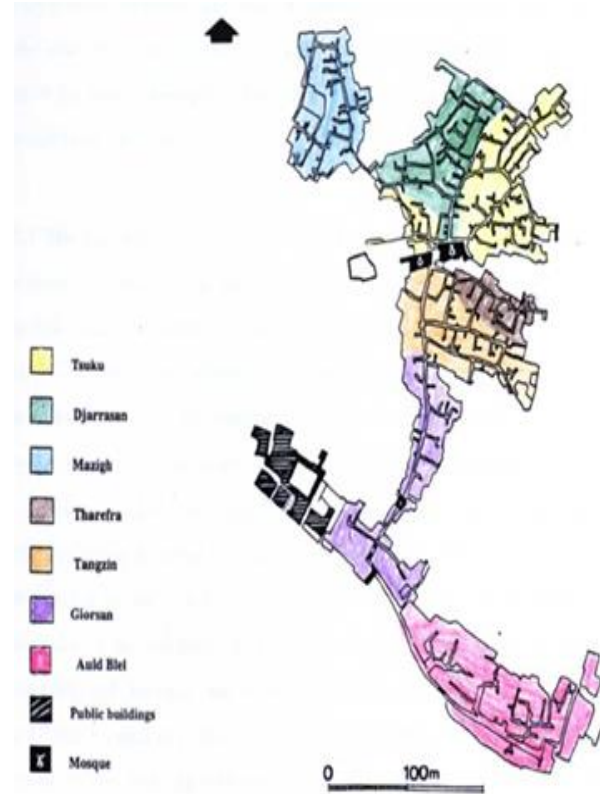 Tsuku
Djarrasan
Mazigh
Tharefra
Tangzin
Giorsan
Auld Blei
Public buildings
Mosque
0 100m